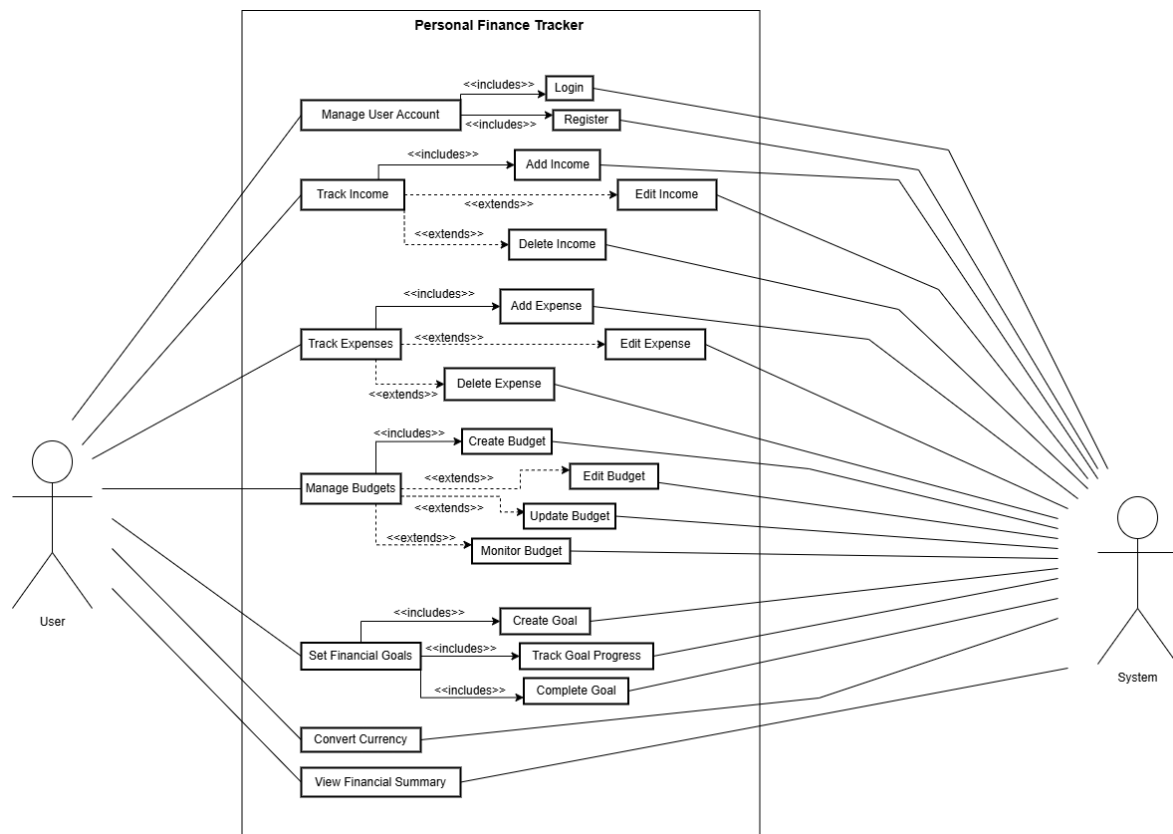 Personal Finance Tracker
<<includes>>
Login
Manage User Account
<<includes>>
Register
<<includes>>
Add Income
Track Income
<<extends>>
Edit Income
<<extends>>
Delete Income
<<includes>>
Add Expense
Track Expenses
<<extends>>
Edit Expense
<<extends>>
Delete Expense
<<includes>>
Create Budget
Manage Budgets
<<extends>>
Edit Budget
<<extends>>
Update Budget
<<extends>>
Monitor Budget
User
<<includes>>
Create Goal
Set Financial Goals
<<includes>>
Track Goal Progress
<<includes>>
Complete Goal
System
Convert Currency
View Financial Summary